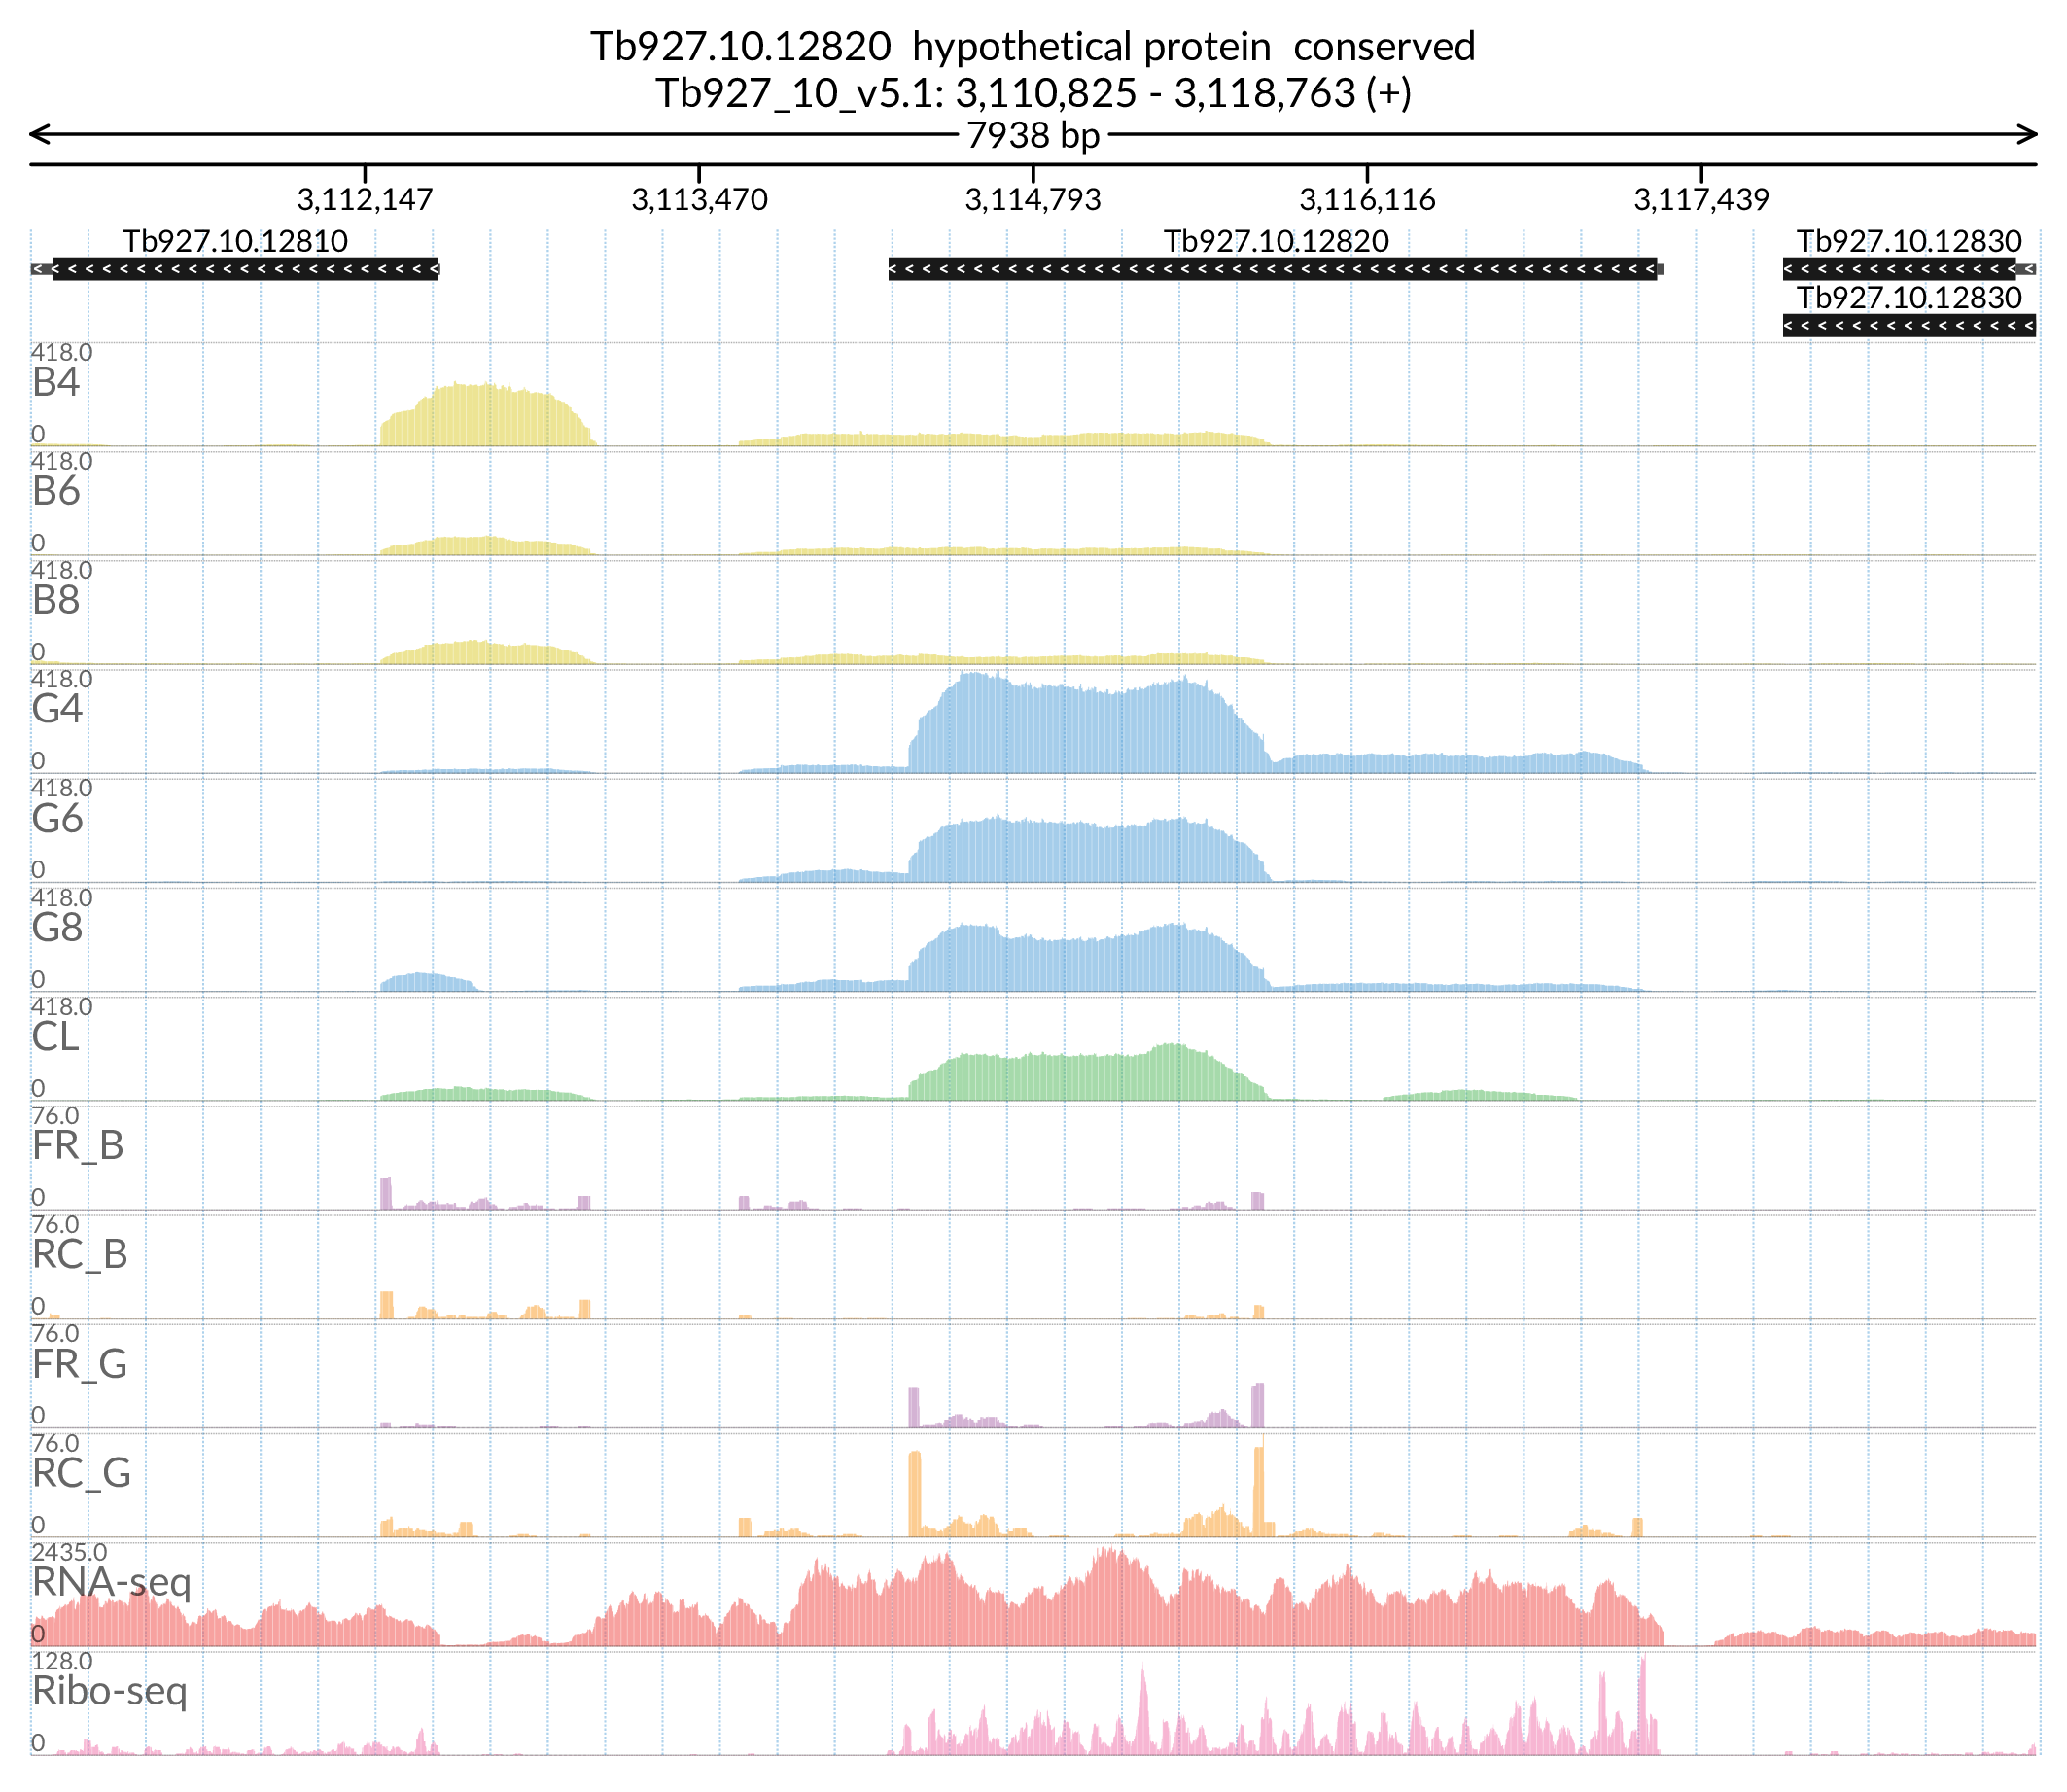 Tb927.10.12820  hypothetical protein  conserved
Tb927_10_v5.1: 3,110,825 - 3,118,763 (+)
7938 bp
3,112,147 3,113,470 3,114,793 3,116,116 3,117,439
Tb927.10.12810 Tb927.10.12820 Tb927.10.12830
Tb927.10.12830
418.0
B4
0
418.0
B6
0
418.0
B8
0
418.0
G4
0
418.0
G6
0
418.0
G8
0
418.0
CL
0
76.0
FR_B
0
76.0
RC_B
0
76.0
FR_G
0
76.0
RC_G
0
2435.0
RNA-seq
0
128.0
Ribo-seq
0